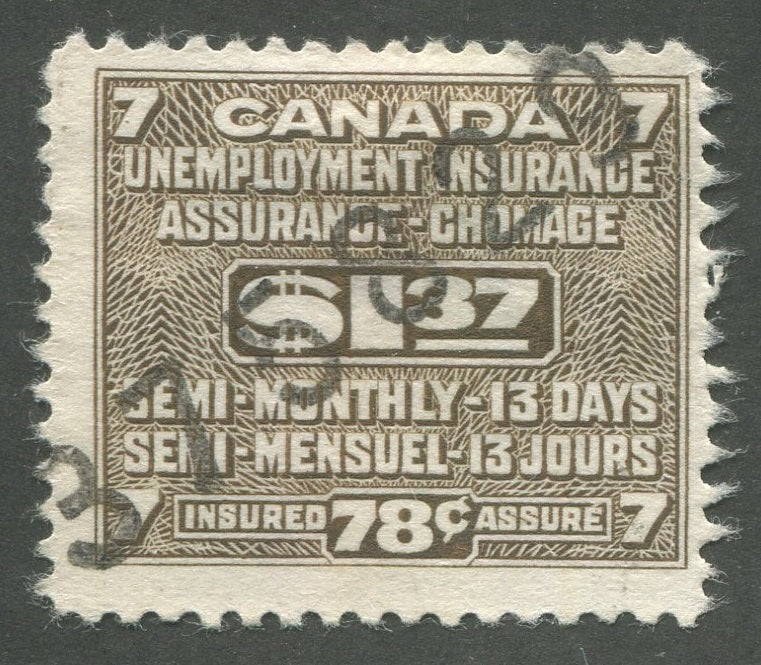 7 CANADA 7
UNEMPLOYMENT INSURANCE
ASSURANCE-CHOMAGE
$1.37
SEMI-MONTHLY-13 DAYS
SEMI-MENSUEL-13 JOURS
7 INSURED 78¢ ASSURÉ 7